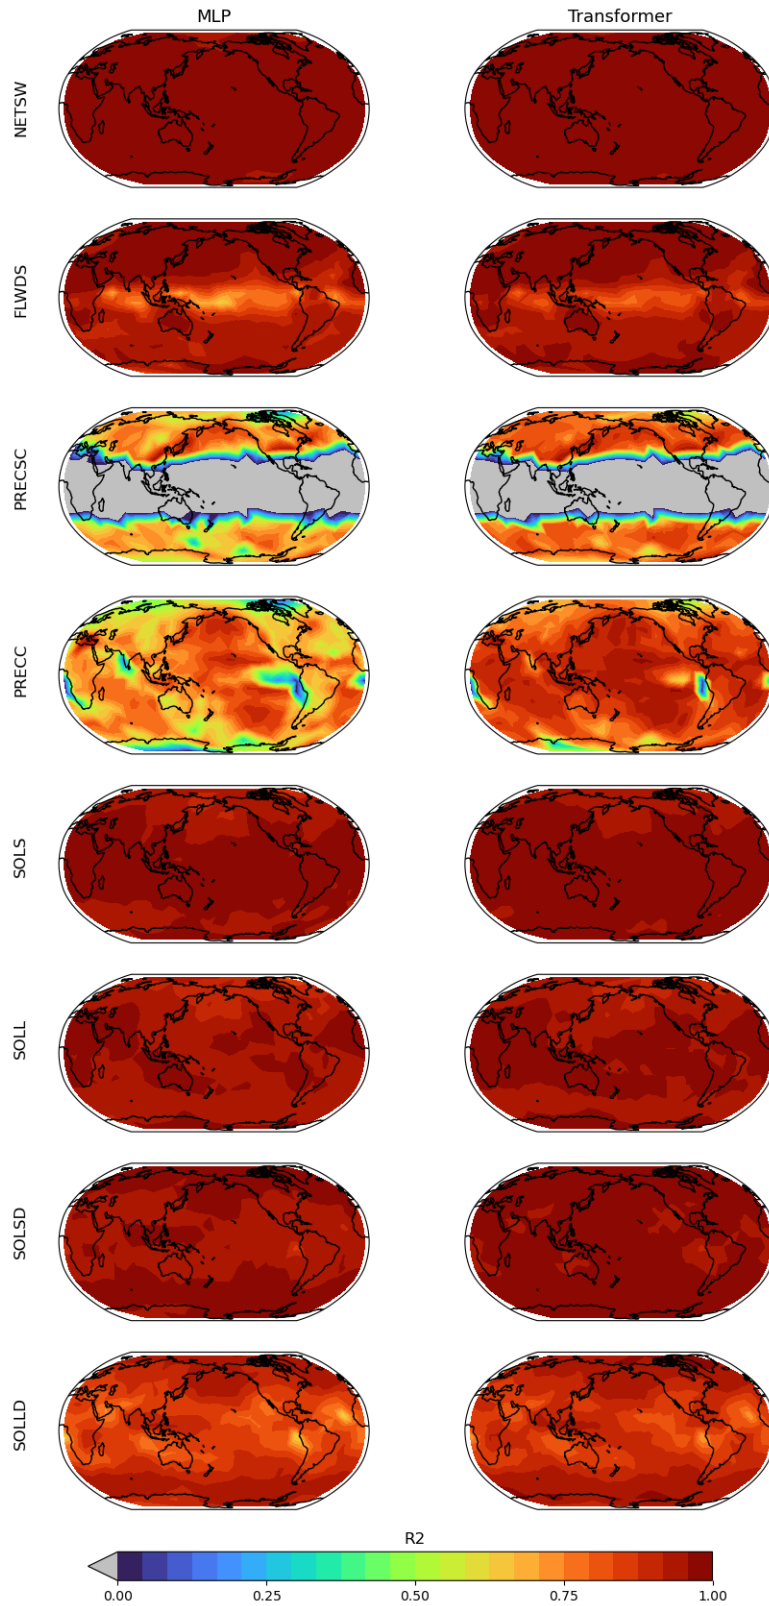 MLP Transformer
NETSW
FLWDS
PRECSC
PRECC
SOLS
SOLL
SOLSD
SOLLD
R2
0.00 0.25 0.50 0.75 1.00